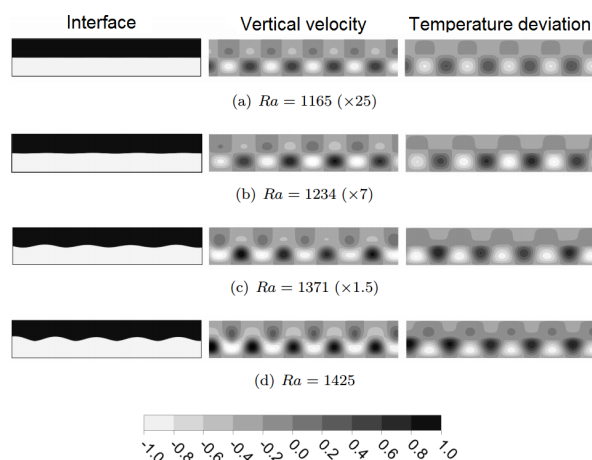 Interface Vertical velocity Temperature deviation
(a) Ra = 1165 (×25)
(b) Ra = 1234 (×7)
(c) Ra = 1371 (×1.5)
(d) Ra = 1425
-1.0 -0.8 -0.6 -0.4 -0.2 0.0 0.2 0.4 0.6 0.8 1.0